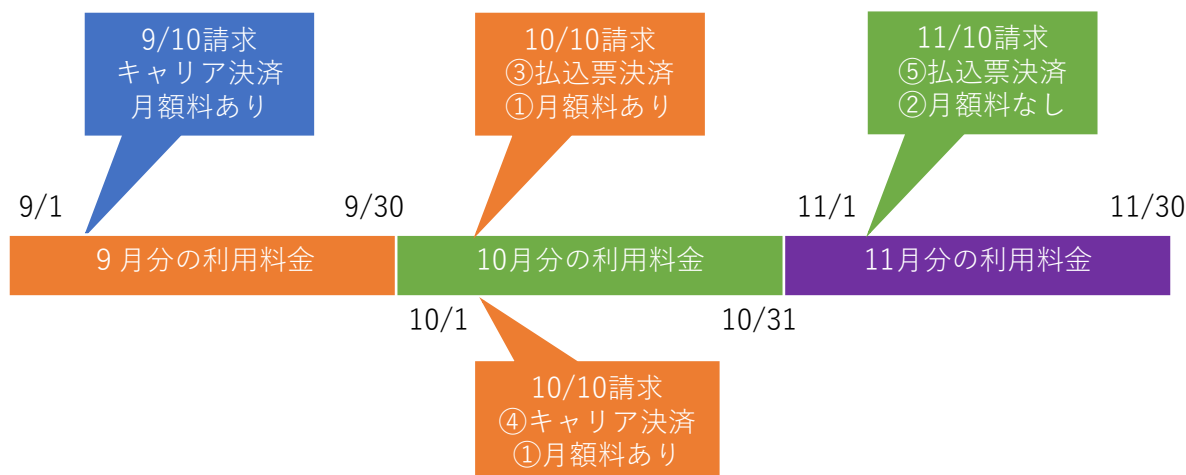 9/10請求
キャリア決済
月額料あり
10/10請求
③払込票決済
①月額料あり
11/10請求
⑤払込票決済
②月額料なし
9/1
9/30
11/1
11/30
9月分の利用料金
10月分の利用料金
11月分の利用料金
10/1
10/31
10/10請求
④キャリア決済
①月額料あり